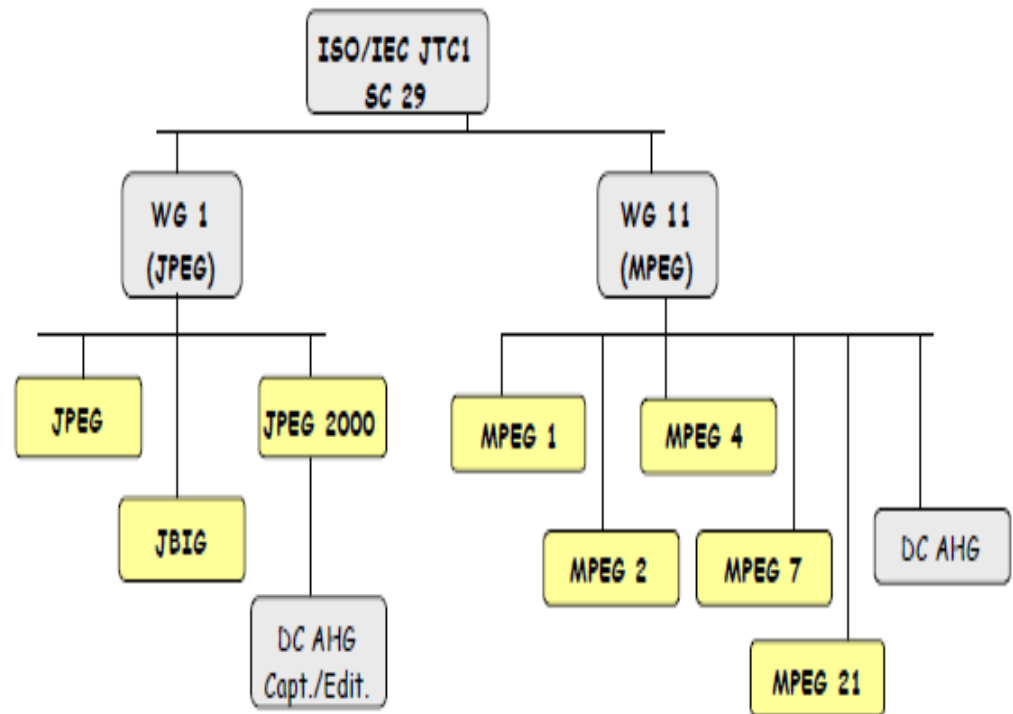 ISO/IEC JTC1
SC 29
WG 1
(JPEG)
WG 11
(MPEG)
JPEG
JPEG 2000
MPEG 1
MPEG 4
JBIG
MPEG 2
MPEG 7
DC AHG
DC AHG
Capt./Edit.
MPEG 21